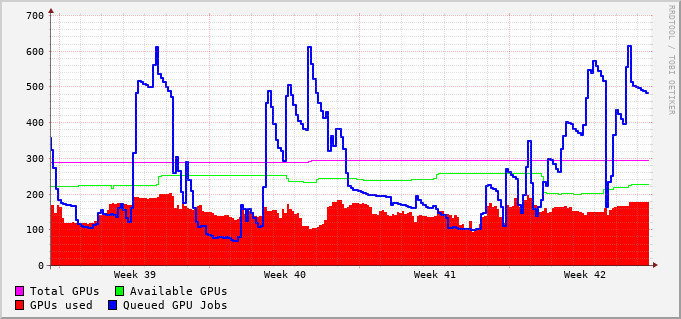 700
600
500
400
300
200
100
0
Week 39 Week 40 Week 41 Week 42
Total GPUs Available GPUs
GPUs used Queued GPU Jobs
RRDTOOL / TOBI OETIKER